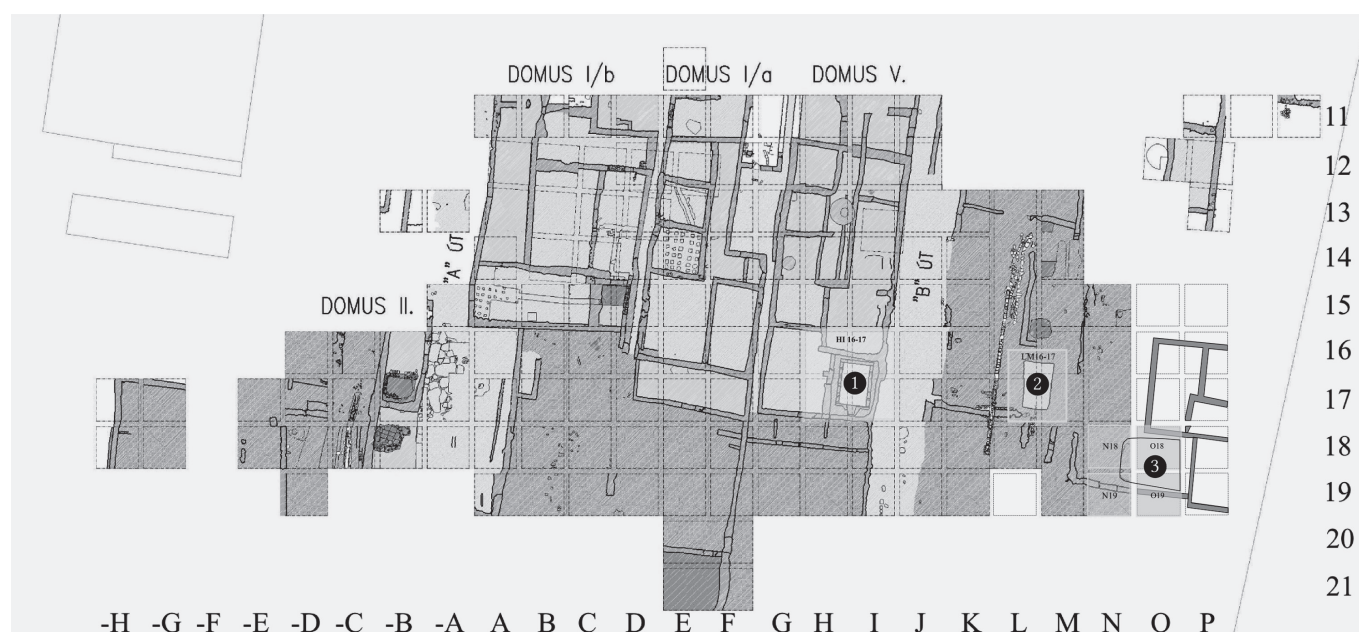 DOMUS I/b DOMUS I/a DOMUS V.
11
12
13
"A" ÚT
14
"B" ÚT
15
DOMUS II.
HI 16-17
16
LM16-17
1
2
17
N18 O18
18
3
N19 O19
19
20
21
-H -G -F -E -D -C -B -A A B C D E F G H I J K L M N O P